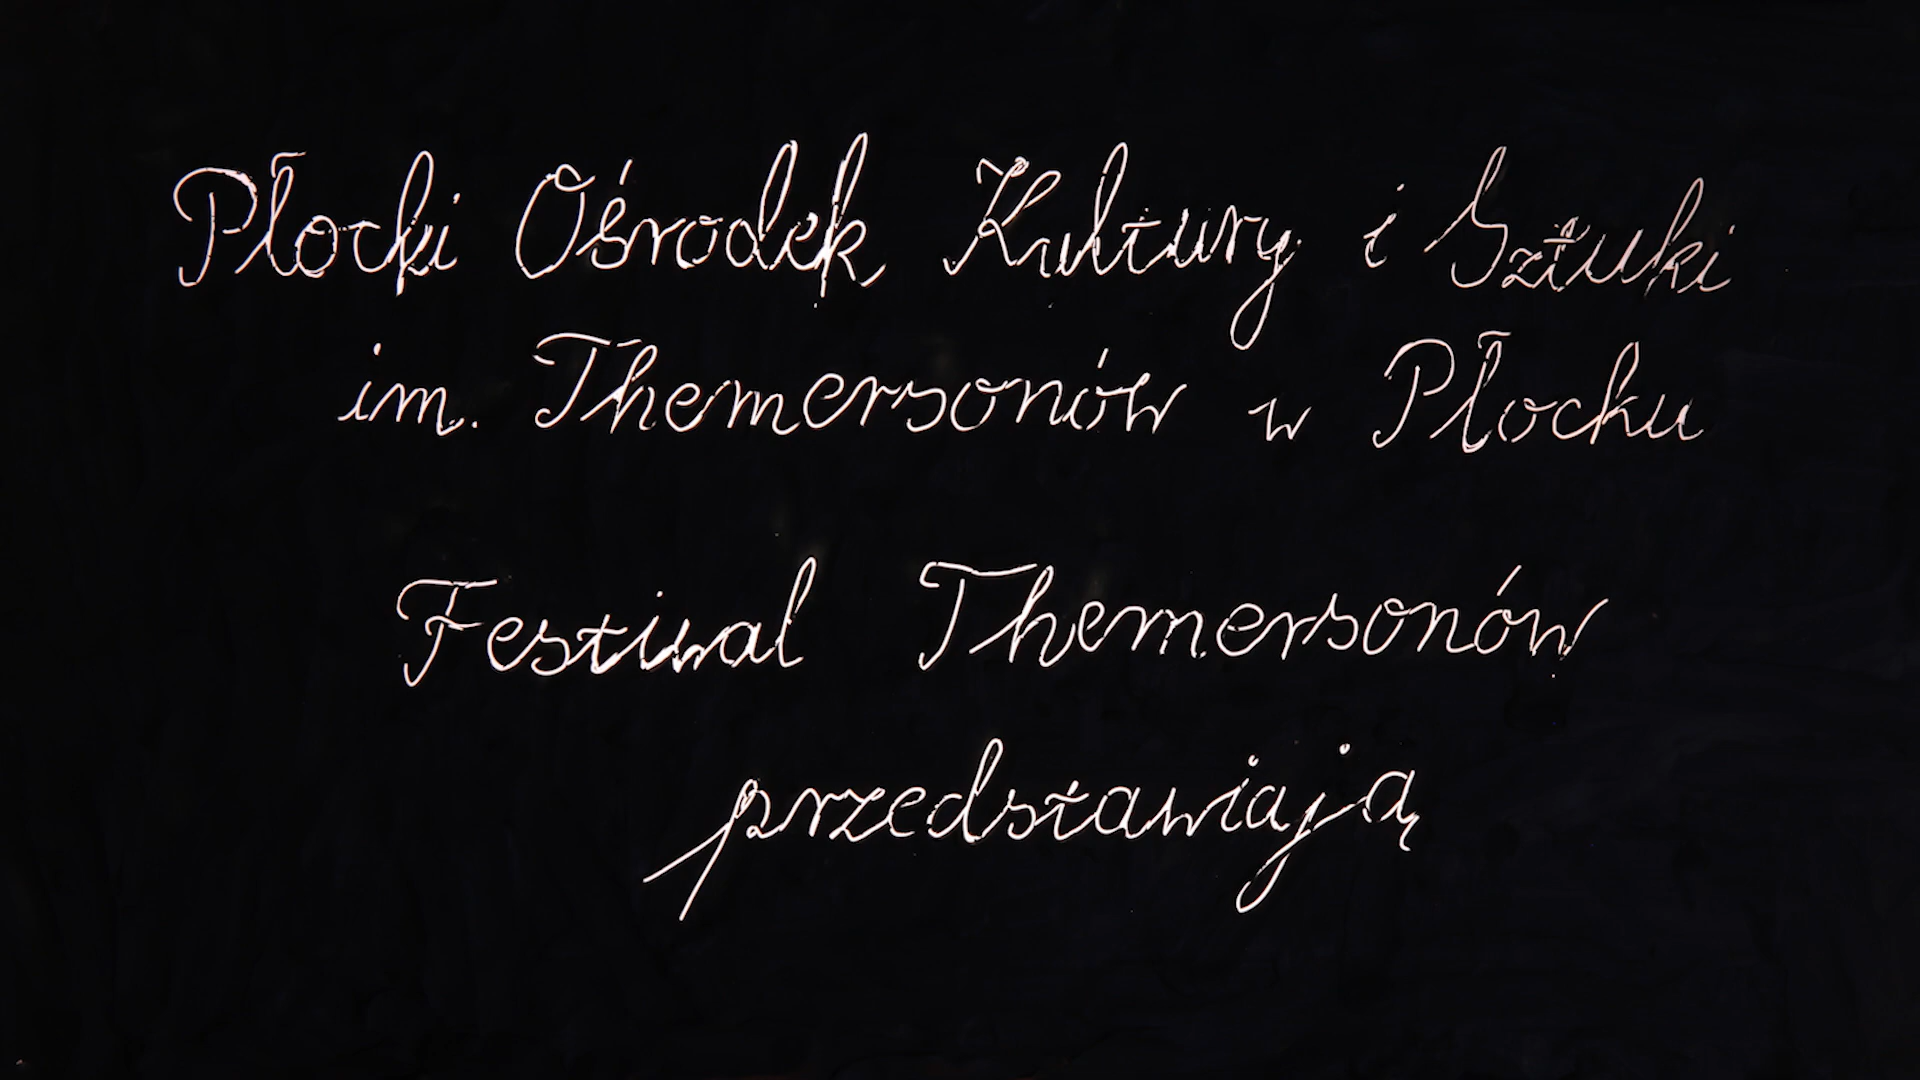 Płocki Ośrodek Kultury i Sztuki
im. Themersonów w Płocku
Festiwal Themersonów
przedstawiają